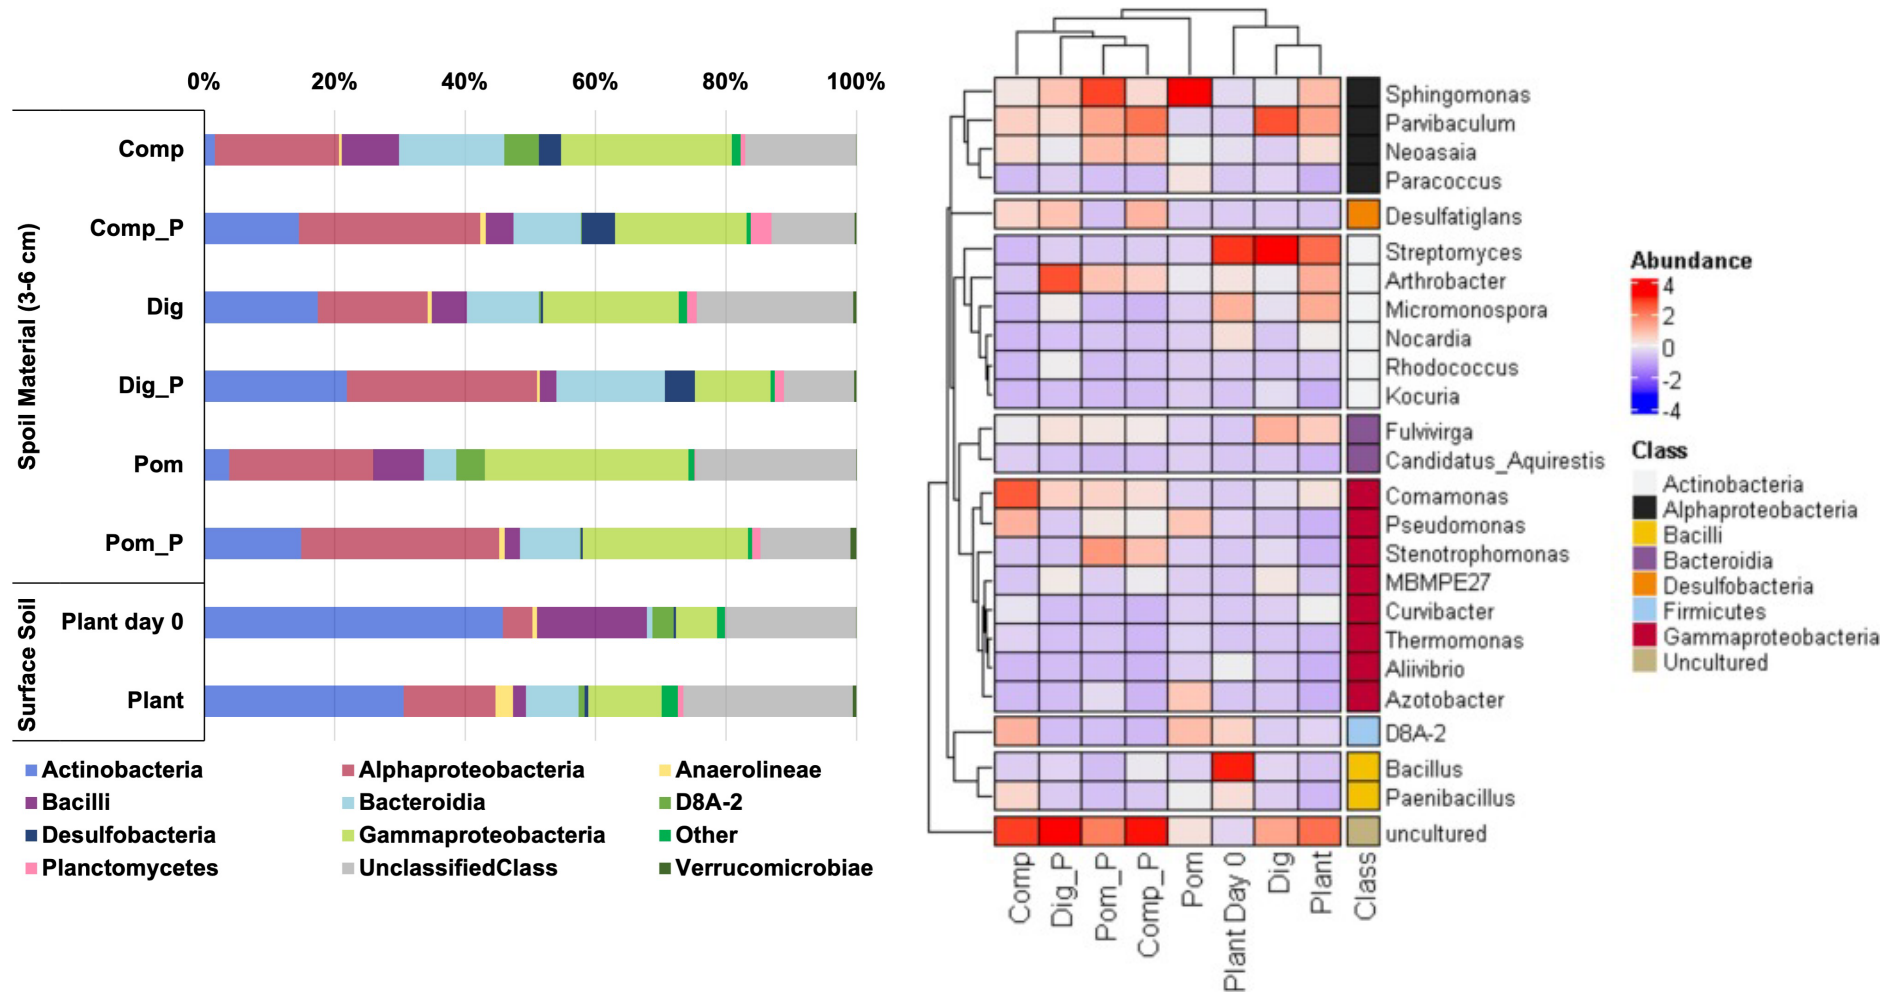 0% 20% 40% 60% 80% 100%
Spoil Material (3-6 cm)
Comp
Comp_P
Dig
Dig_P
Pom
Pom_P
Surface Soil
Plant day 0
Plant
Actinobacteria Alphaproteobacteria Anaerolineae
Bacilli Bacteroidia D8A-2
Desulfobacteria Gammaproteobacteria Other
Planctomycetes UnclassifiedClass Verrucomicrobiae
Sphingomonas
Parvibaculum
Neoasaia
Paracoccus
Desulfatiglans
Streptomyces
Arthrobacter
Micromonospora
Nocardia
Rhodococcus
Kocuria
Fulvivirga
Candidatus_Aquirestis
Comamonas
Pseudomonas
Stenotrophomonas
MBMPE27
Curvibacter
Thermomonas
Aliivibrio
Azotobacter
D8A-2
Bacillus
Paenibacillus
uncultured
Comp Dig_P Pom_P Comp_P Pom Plant Day 0 Dig Plant Class
Abundance
4
2
0
-2
-4
Class
Actinobacteria
Alphaproteobacteria
Bacilli
Bacteroidia
Desulfobacteria
Firmicutes
Gammaproteobacteria
Uncultured